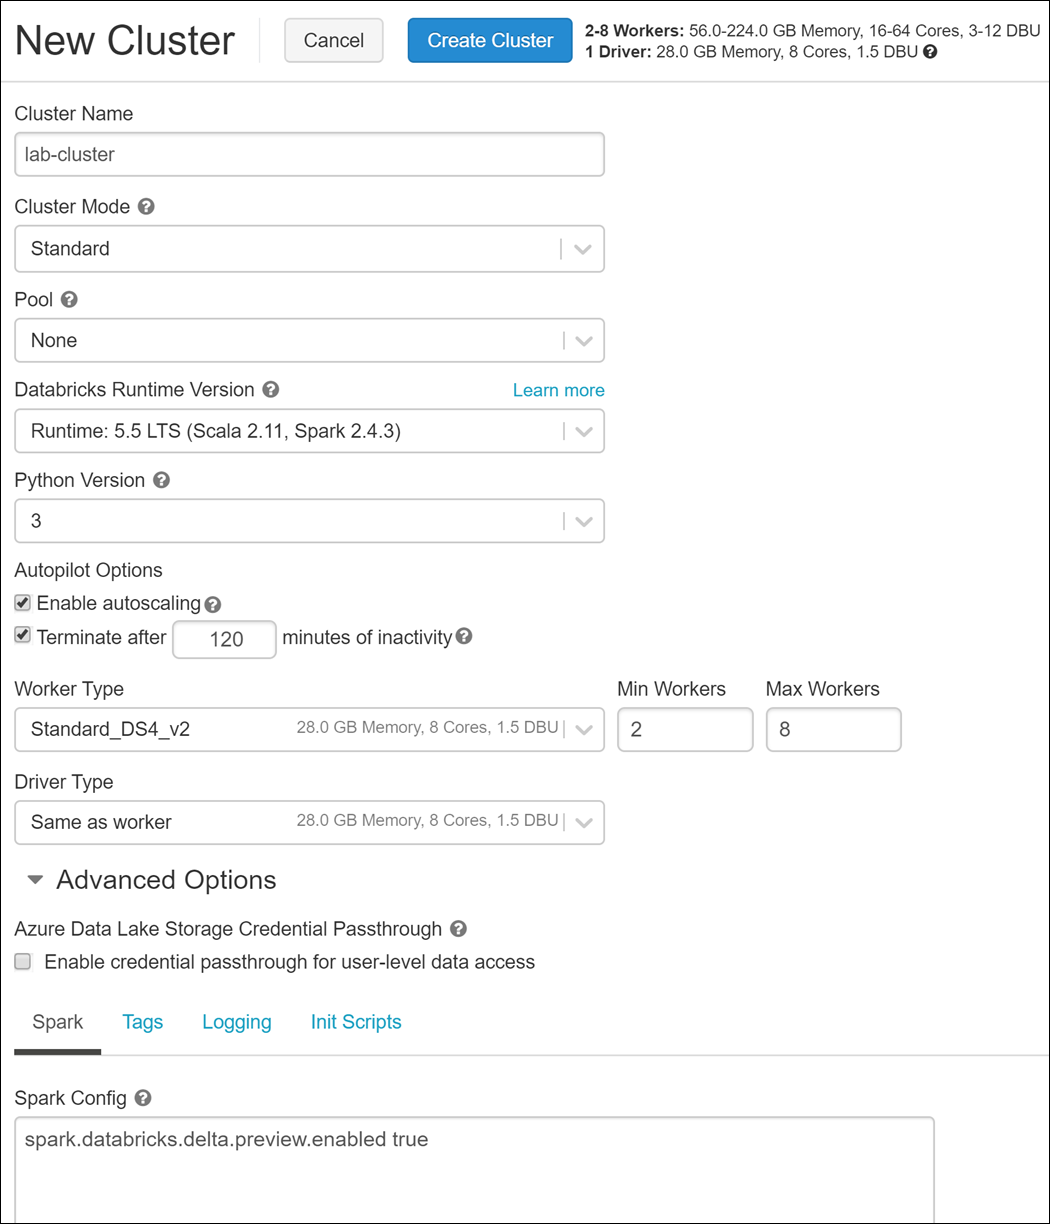 New Cluster
Cancel
Create Cluster
2-8 Workers: 56.0-224.0 GB Memory, 16-64 Cores, 3-12 DBU
1 Driver: 28.0 GB Memory, 8 Cores, 1.5 DBU ?
Cluster Name
lab-cluster
Cluster Mode ?
Standard
Pool ?
None
Databricks Runtime Version ? Learn more
Runtime: 5.5 LTS (Scala 2.11, Spark 2.4.3)
Python Version ?
3
Autopilot Options
Enable autoscaling ?
Terminate after 120 minutes of inactivity ?
Worker Type Min Workers Max Workers
Standard_DS4_v2 28.0 GB Memory, 8 Cores, 1.5 DBU 2 8
Driver Type
Same as worker 28.0 GB Memory, 8 Cores, 1.5 DBU
Advanced Options
Azure Data Lake Storage Credential Passthrough ?
Enable credential passthrough for user-level data access
Spark Tags Logging Init Scripts
Spark Config ?
spark.databricks.delta.preview.enabled true